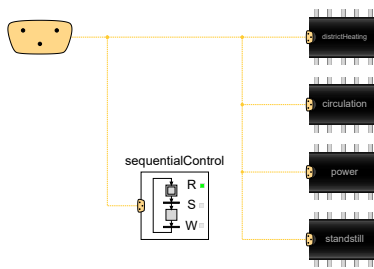 districtHeating
circulation
sequentialControl
power
R
S
W
standstill